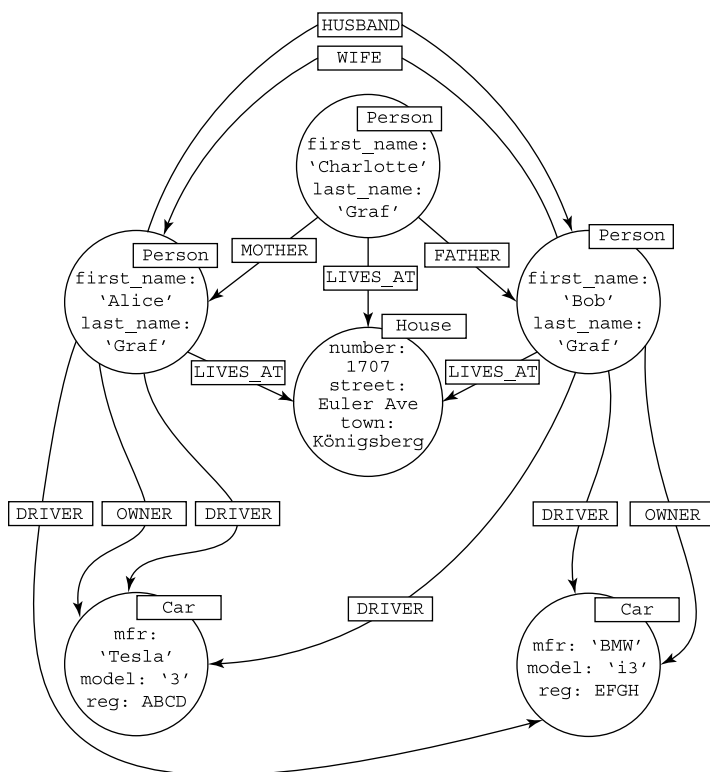 HUSBAND
WIFE
Person
first_name:
‘Charlotte’
last_name:
‘Graf’
Person
first_name:
‘Alice’
last_name:
‘Graf’
MOTHER
LIVES_AT
FATHER
Person
first_name:
‘Bob’
last_name:
‘Graf’
House
number:
1707
street:
Euler Ave
town:
Königsberg
LIVES_AT
LIVES_AT
DRIVER
OWNER
DRIVER
DRIVER
OWNER
DRIVER
Car
mfr:
‘Tesla’
model: ‘3’
reg: ABCD
Car
mfr: ‘BMW’
model: ‘i3’
reg: EFGH